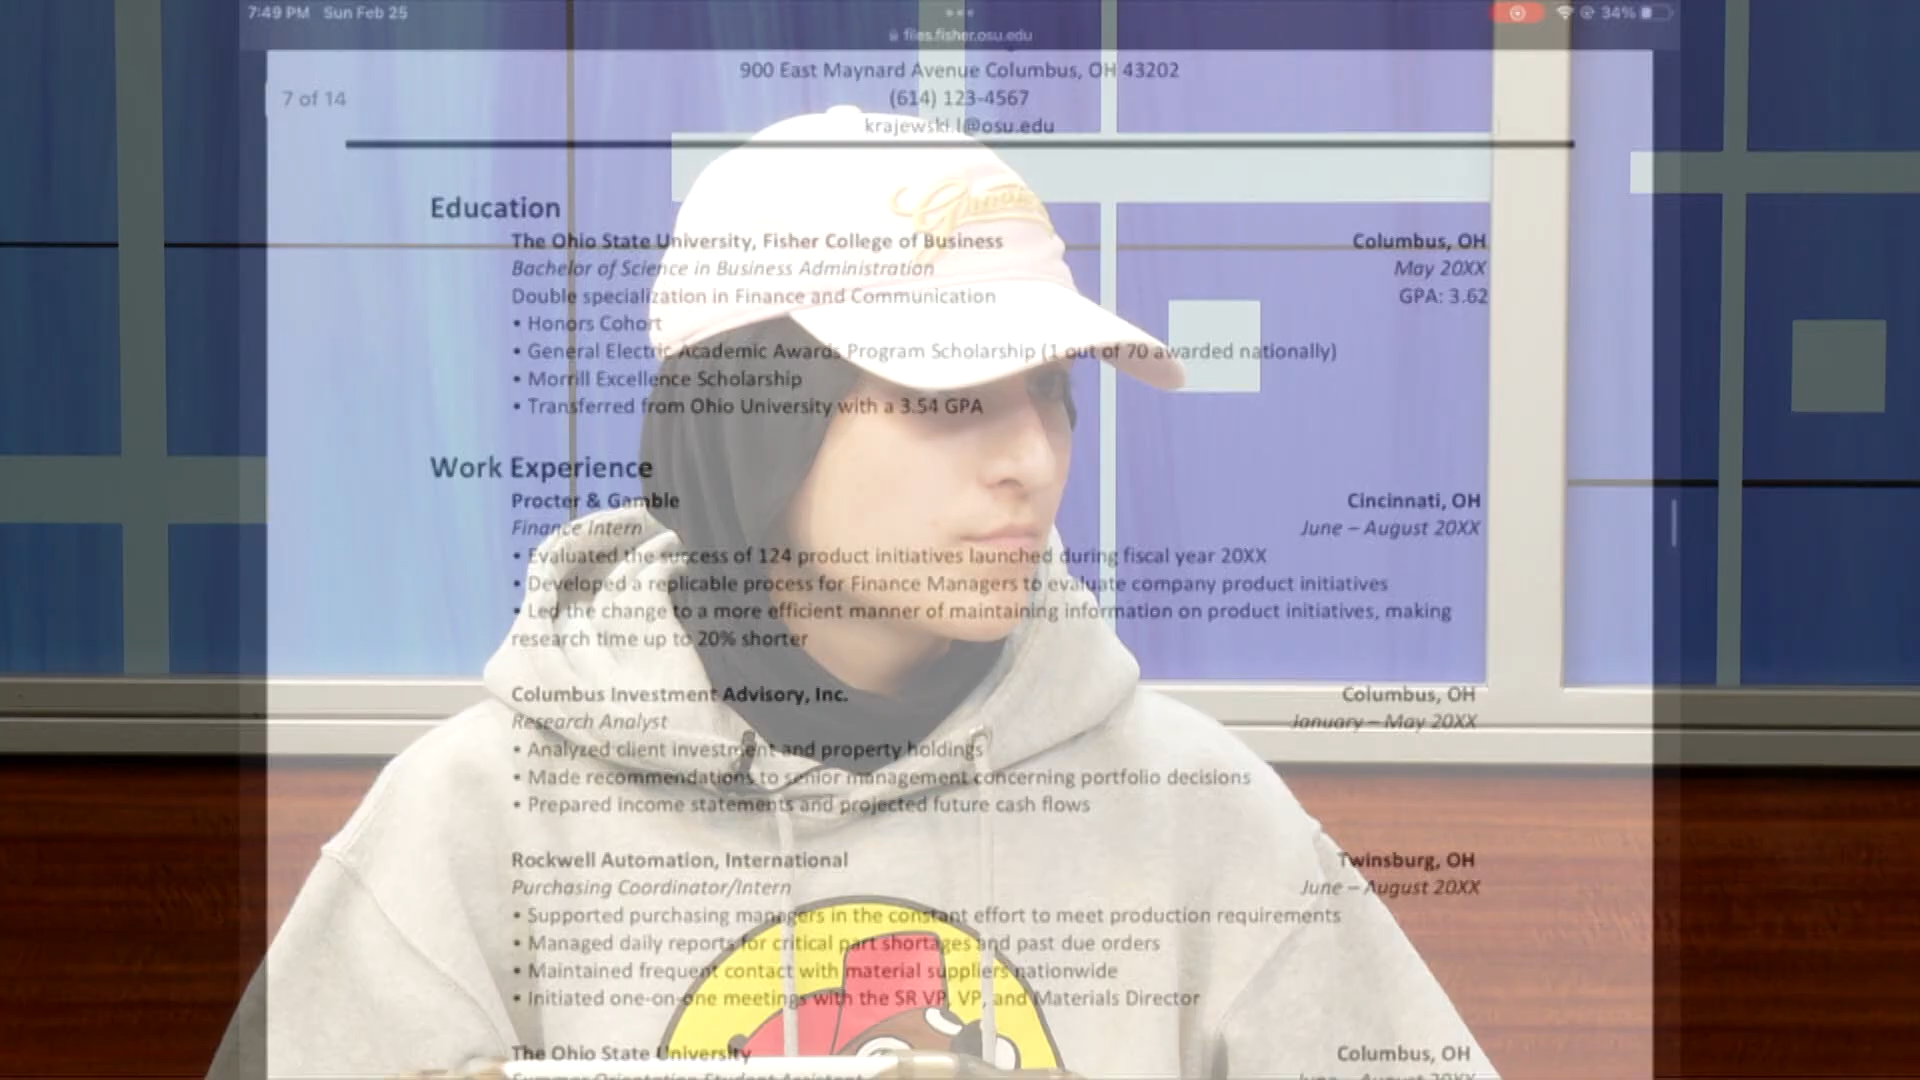 7:49 PM Sun Feb 25
34%
files.fisher.osu.edu
900 East Maynard Avenue Columbus, OH 43202
7 of 14
(614) 123-4567
krajewski.l@osu.edu
Education
The Ohio State University, Fisher College of Business Columbus, OH
Bachelor of Science in Business Administration May 20XX
Double specialization in Finance and Communication GPA: 3.62
• Honors Cohort
• General Electric Academic Awards Program Scholarship (1 out of 70 awarded nationally)
• Morrill Excellence Scholarship
• Transferred from Ohio University with a 3.54 GPA
Work Experience
Procter & Gamble Cincinnati, OH
Finance Intern June – August 20XX
• Evaluated the success of 124 product initiatives launched during fiscal year 20XX
• Developed a replicable process for Finance Managers to evaluate company product initiatives
• Led the change to a more efficient manner of maintaining information on product initiatives, making
research time up to 20% shorter
Columbus Investment Advisory, Inc. Columbus, OH
Research Analyst January – May 20XX
• Analyzed client investment and property holdings
• Made recommendations to senior management concerning portfolio decisions
• Prepared income statements and projected future cash flows
Rockwell Automation, International Twinsburg, OH
Purchasing Coordinator/Intern June – August 20XX
• Supported purchasing managers in the constant effort to meet production requirements
• Managed daily reports for critical part shortages and past due orders
• Maintained frequent contact with material suppliers nationwide
• Initiated one-on-one meetings with the SR VP, VP, and Materials Director
The Ohio State University Columbus, OH